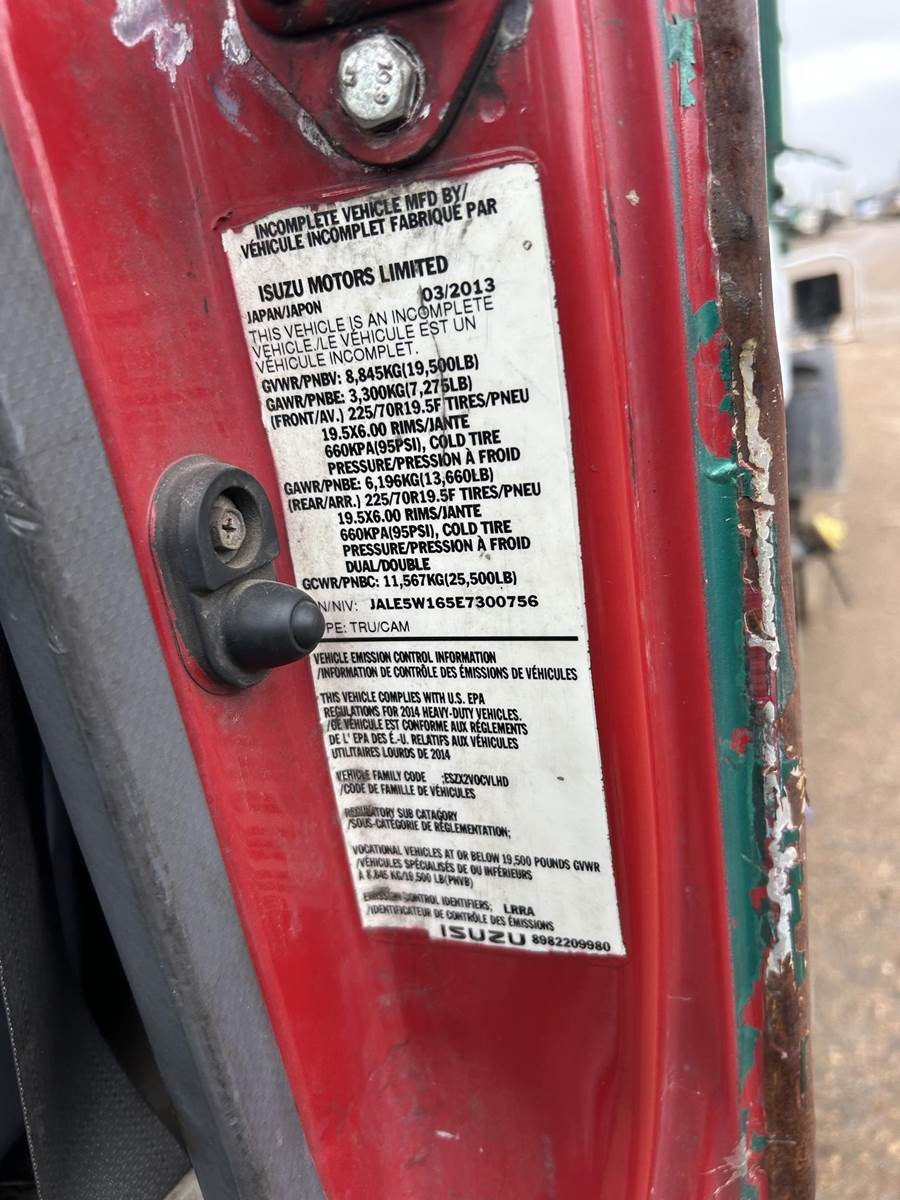 10.9
INCOMPLETE VEHICLE MFD BY/
VÉHICULE INCOMPLET FABRIQUÉ PAR
ISUZU MOTORS LIMITED
JAPAN/JAPON 03/2013
THIS VEHICLE IS AN INCOMPLETE
VEHICLE./LE VÉHICULE EST UN
VÉHICULE INCOMPLET.
GVWR/PNBV: 8,845KG(19,500LB)
GAWR/PNBE: 3,300KG(7,275LB)
(FRONT/AV.) 225/70R19.5F TIRES/PNEU
19.5X6.00 RIMS/JANTE
660KPA(95PSI), COLD TIRE
PRESSURE/PRESSION À FROID
GAWR/PNBE: 6,196KG(13,660LB)
(REAR/ARR.) 225/70R19.5F TIRES/PNEU
19.5X6.00 RIMS/JANTE
660KPA(95PSI), COLD TIRE
PRESSURE/PRESSION À FROID
DUAL/DOUBLE
GCWR/PNBC: 11,567KG(25,500LB)
N/NIV: JALE5W165E7300756
PE: TRU/CAM
VEHICLE EMISSION CONTROL INFORMATION
/INFORMATION DE CONTRÔLE DES ÉMISSIONS DE VÉHICULES
THIS VEHICLE COMPLIES WITH U.S. EPA
REGULATIONS FOR 2014 HEAVY-DUTY VEHICLES.
/CE VÉHICULE EST CONFORME AUX RÈGLEMENTS
DE L' EPA DES É.-U. RELATIFS AUX VÉHICULES
UTILITAIRES LOURDS DE 2014
VEHICLE FAMILY CODE :ESZX2VOCVLHD
/CODE DE FAMILLE DE VÉHICULES
REGULATORY SUB CATAGORY
/SOUS-CATÉGORIE DE RÉGLEMENTATION;
VOCATIONAL VEHICLES AT OR BELOW 19,500 POUNDS GVWR
/VÉHICULES SPÉCIALISÉS DE OU INFÉRIEURS
À 8,845 KG/19,500 LB(PNVB)
EMISSION CONTROL IDENTIFIERS; LRRA
/IDENTIFICATEUR DE CONTRÔLE DES ÉMISSIONS
ISUZU 8982209980